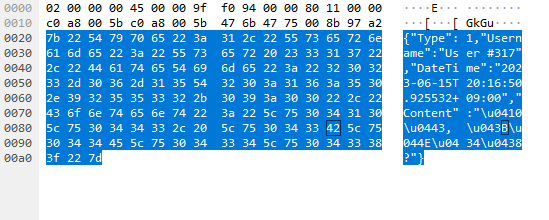 0000 02 00 00 00 45 00 00 9f f0 94 00 00 80 11 00 00 ····E··· ········
0010 c0 a8 00 5b c0 a8 00 5b 47 6b 47 75 00 8b 97 a2 ···[···[ GkGu····
0020 7b 22 54 79 70 65 22 3a 31 2c 22 55 73 65 72 6e {"Type": 1,"Usern
0030 61 6d 65 22 3a 22 55 73 65 72 20 23 33 31 37 22 ame":"Us er #317"
0040 2c 22 44 61 74 65 54 69 6d 65 22 3a 22 32 30 32 ,"DateTi me":"202
0050 33 2d 30 36 2d 31 35 54 32 30 3a 31 36 3a 35 30 3-06-15T 20:16:50
0060 2e 39 32 35 35 33 32 2b 30 39 3a 30 30 22 2c 22 .925532+ 09:00","
0070 43 6f 6e 74 65 6e 74 22 3a 22 5c 75 30 34 31 30 Content" :"\u0410
0080 5c 75 30 34 34 33 2c 20 5c 75 30 34 33 42 5c 75 \u0443, \u043B\u
0090 30 34 34 45 5c 75 30 34 33 34 5c 75 30 34 33 38 044E\u04 34\u0438
00a0 3f 22 7d ?"}